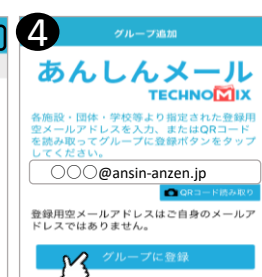 4
グループ追加
あんしんメール
TECHNOMIX
各施設・団体・学校等より指定された登録用
空メールアドレスを入力、またはQRコード
を読み取ってグループに登録ボタンをタップ
してください。
○○○@ansin-anzen.jp
QRコード読み取り
登録用空メールアドレスはご自身のメールア
ドレスではありません。
グループに登録